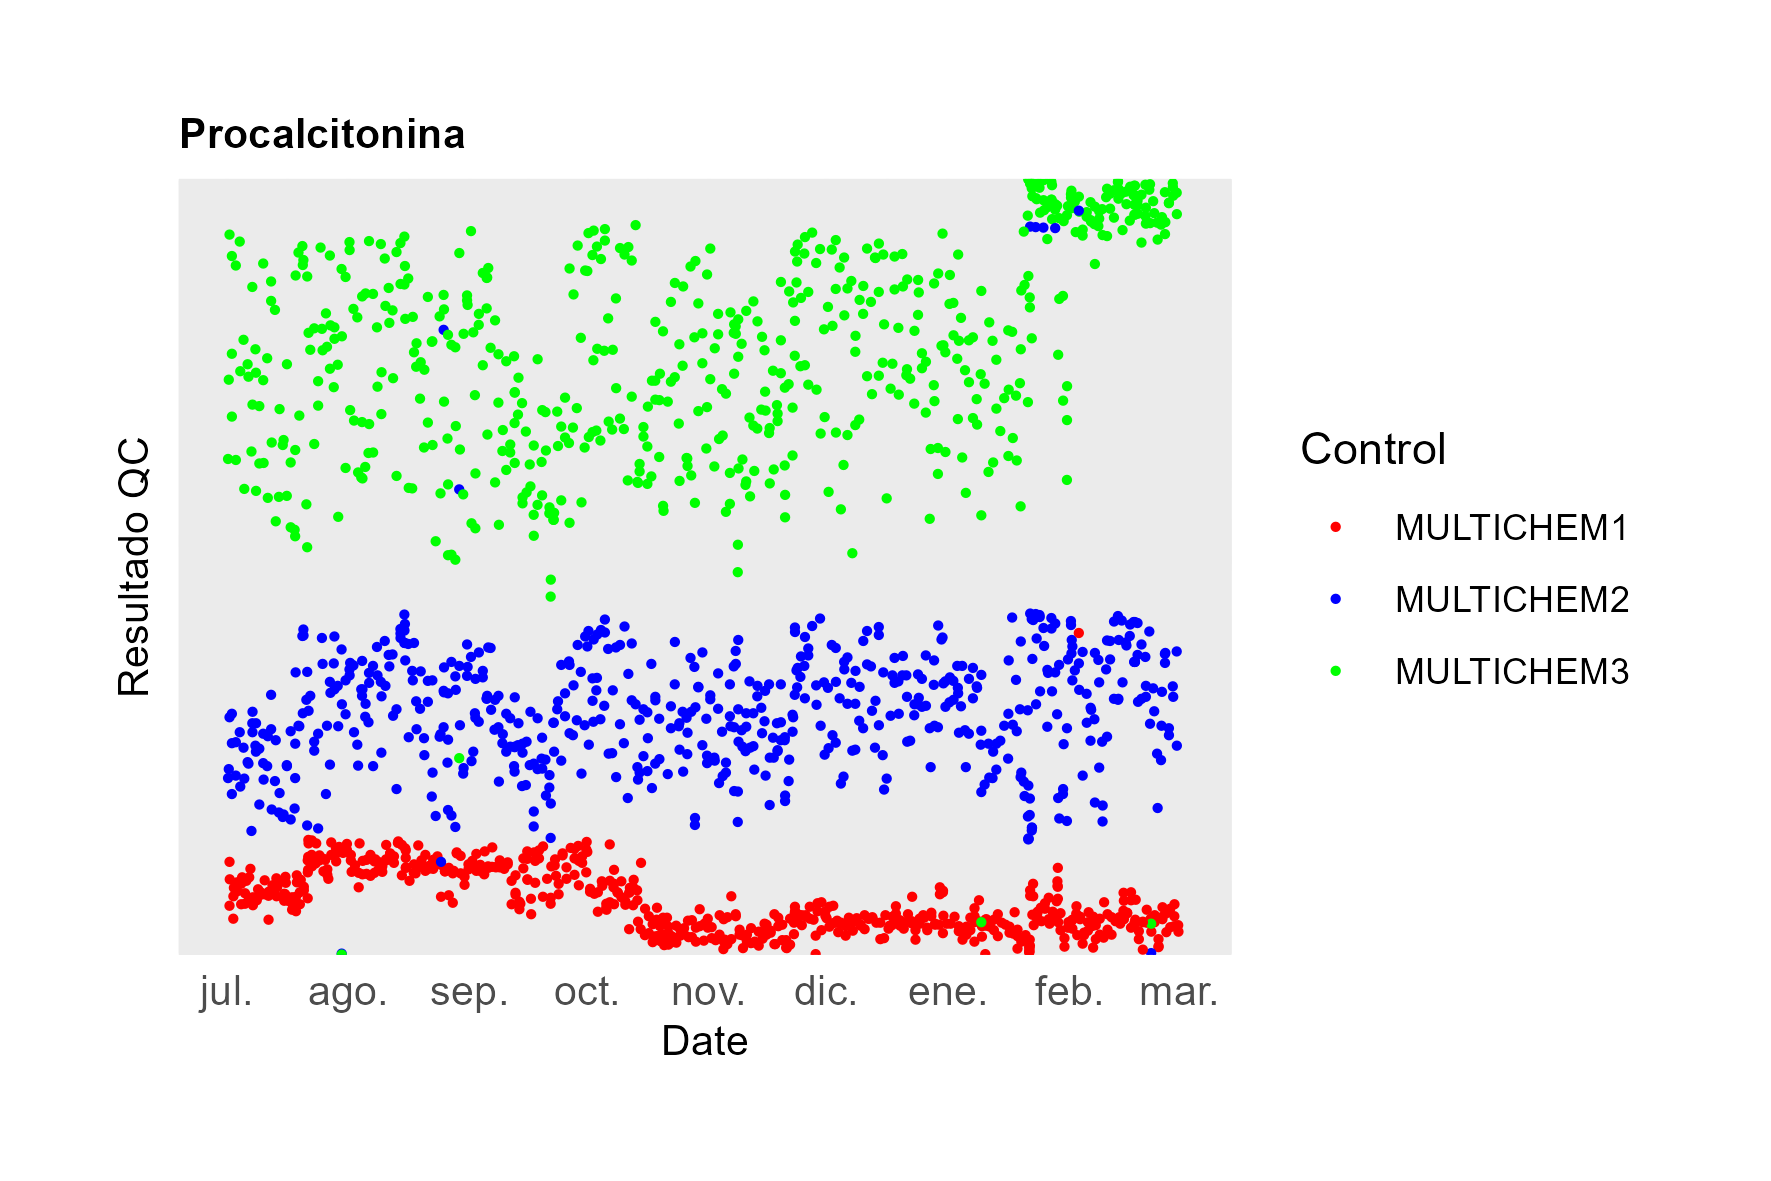 Procalcitonina
Resultado QC
jul. ago. sep. oct. nov. dic. ene. feb. mar.
Date
Control
MULTICHEM1
MULTICHEM2
MULTICHEM3